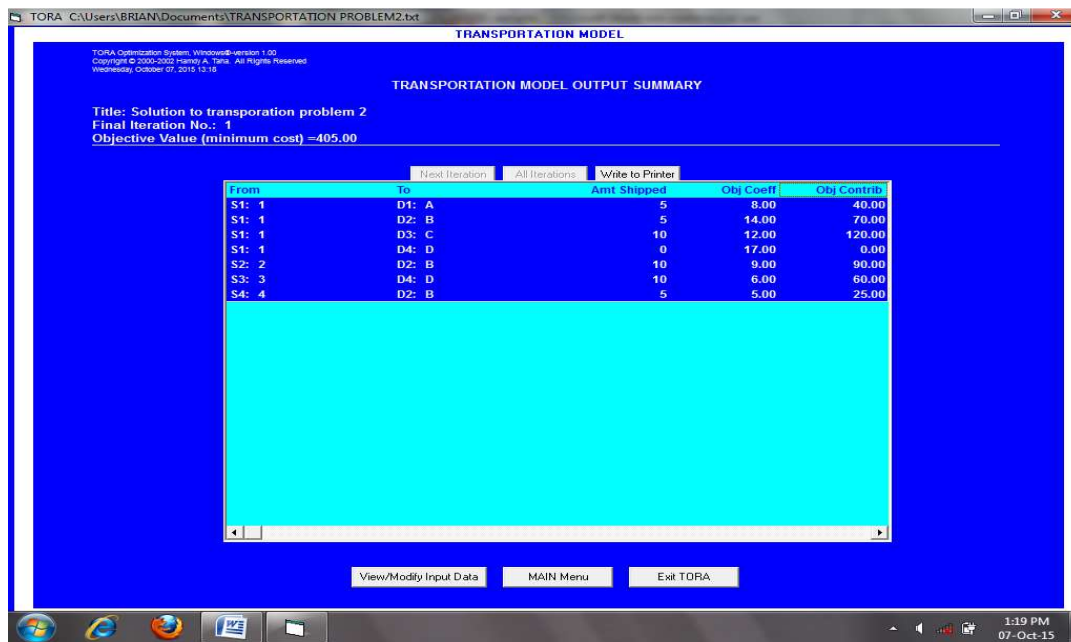 TORA C:\Users\BRIAN\Documents\TRANSPORTATION PROBLEM2.txt
TRANSPORTATION MODEL
TORA Optimization System, Windows®-version 1.00
Copyright © 2000-2002 Hamdy A. Taha. All Rights Reserved
Wednesday, October 07, 2015 13:18
TRANSPORTATION MODEL OUTPUT SUMMARY
Title: Solution to transporation problem 2
Final Iteration No.: 1
Objective Value (minimum cost) =405.00
Next Iteration All Iterations Write to Printer
From To Amt Shipped Obj Coeff Obj Contrib
S1: 1 D1: A 5 8.00 40.00
S1: 1 D2: B 5 14.00 70.00
S1: 1 D3: C 10 12.00 120.00
S1: 1 D4: D 0 17.00 0.00
S2: 2 D2: B 10 9.00 90.00
S3: 3 D4: D 10 6.00 60.00
S4: 4 D2: B 5 5.00 25.00
View/Modify Input Data MAIN Menu Exit TORA
1:19 PM
07-Oct-15